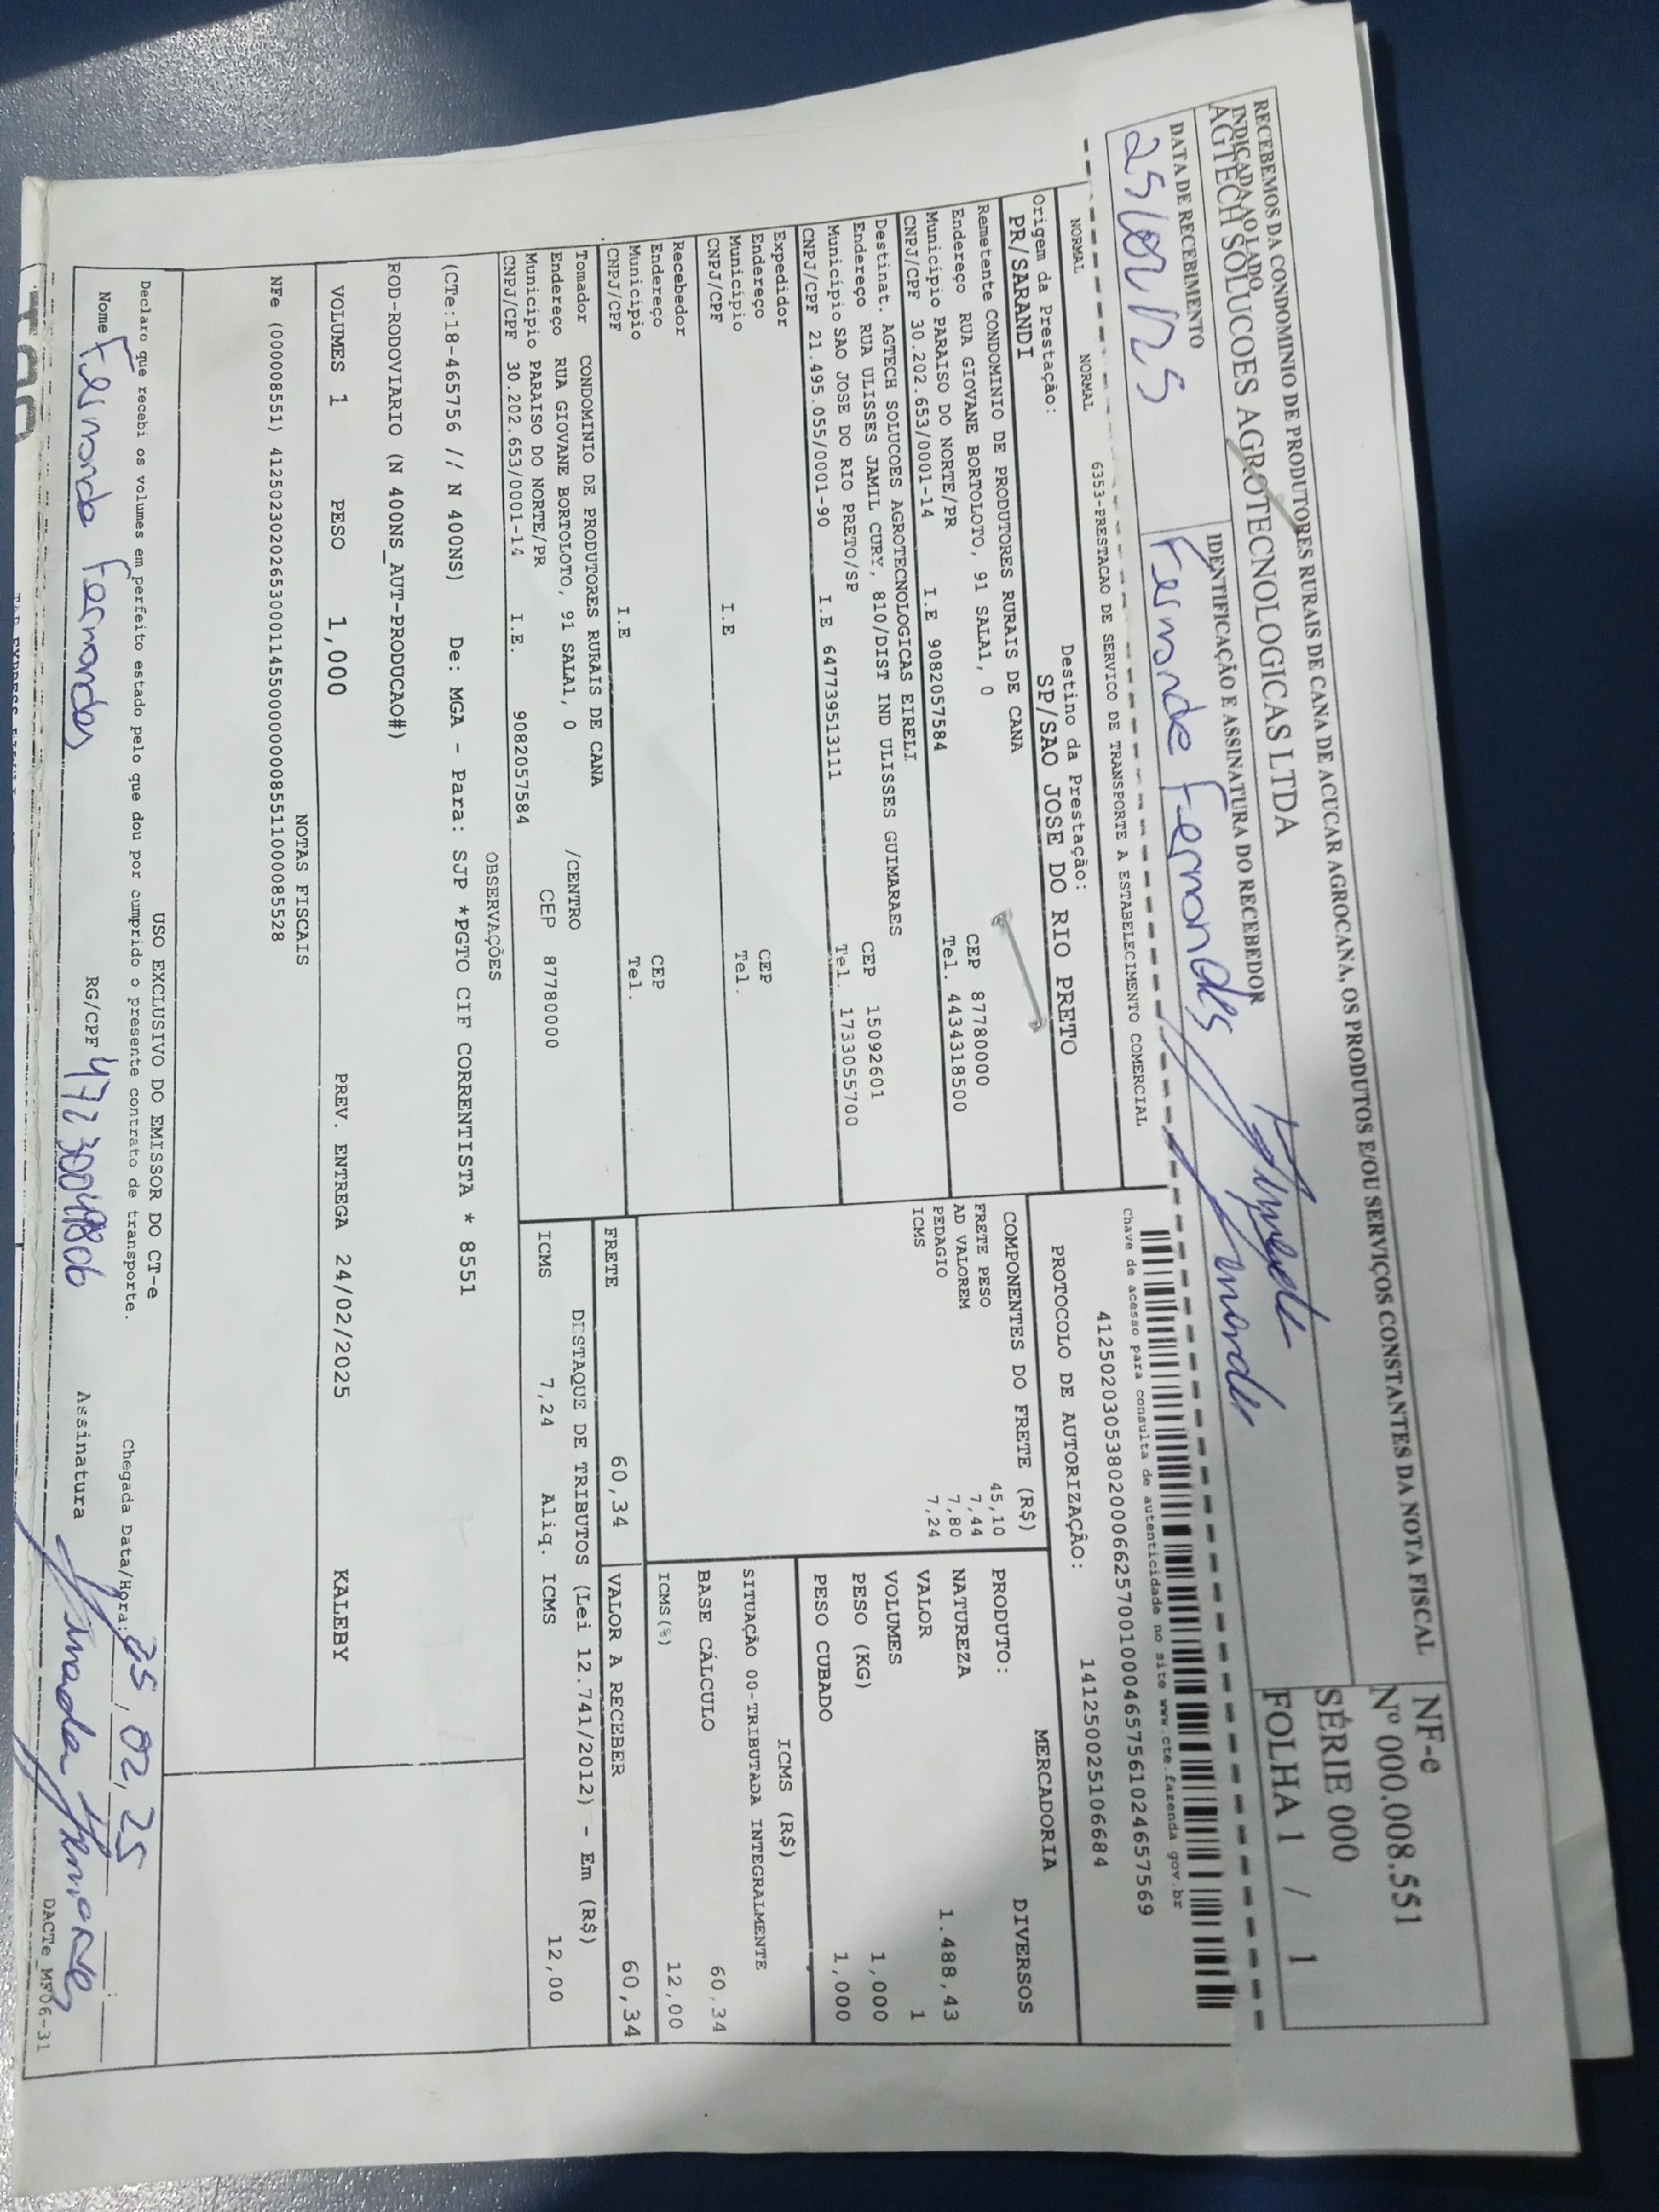 RECEBEMOS DA CONDOMINIO DE PRODUTORES RURAIS DE CANA DE ACUCAR AGROCANA, OS PRODUTOS E/OU SERVIÇOS CONSTANTES DA NOTA FISCAL
INDICADA AO LADO
AGTECH SOLUCOES AGROTECNOLOGICAS LTDA
NF-e
Nº 000.008.551
SÉRIE 000
FOLHA 1 / 1
DATA DE RECEBIMENTO
IDENTIFICAÇÃO E ASSINATURA DO RECEBEDOR
25/02/25
Fernanda Fernandes
NORMAL NORMAL 6353-PRESTACAO DE SERVICO DE TRANSPORTE A ESTABELECIMENTO COMERCIAL
Chave de acesso para consulta de autenticidade no site www.cte.fazenda.gov.br
41250203053802000662570010004657561024657569
Origem da Prestação:
PR/SARANDI
Destino da Prestação:
SP/SAO JOSE DO RIO PRETO
PROTOCOLO DE AUTORIZAÇÃO: 141250025106684
Remetente CONDOMINIO DE PRODUTORES RURAIS DE CANA
Endereço RUA GIOVANE BORTOLOTO, 91 SALA1, 0 CEP 87780000
Município PARAISO DO NORTE/PR Tel. 4434318500
CNPJ/CPF 30.202.653/0001-14 I.E 9082057584
Destinat. AGTECH SOLUCOES AGROTECNOLOGICAS EIRELI
Endereço RUA ULISSES JAMIL CURY, 810/DIST IND ULISSES GUIMARAES
CEP 15092601
Município SAO JOSE DO RIO PRETO/SP Tel. 1733055700
CNPJ/CPF 21.495.055/0001-90 I.E 647739513111
Expedidor
Endereço CEP
Município Tel.
CNPJ/CPF I.E
Recebedor
Endereço CEP
Município Tel.
CNPJ/CPF I.E
COMPONENTES DO FRETE (R$)
FRETE PESO 45,10
AD VALOREM 7,44
PEDAGIO 7,80
ICMS 7,24
MERCADORIA
PRODUTO: DIVERSOS
NATUREZA
VALOR 1.488,43
VOLUMES 1
PESO (KG) 1,000
PESO CUBADO 1,000
ICMS (R$)
SITUAÇÃO 00-TRIBUTADA INTEGRALMENTE
BASE CÁLCULO 60,34
ICMS(%) 12,00
Tomador CONDOMINIO DE PRODUTORES RURAIS DE CANA
Endereço RUA GIOVANE BORTOLOTO, 91 SALA1, 0 /CENTRO
Município PARAISO DO NORTE/PR CEP 87780000
CNPJ/CPF 30.202.653/0001-14 I.E. 9082057584
FRETE 60,34 VALOR A RECEBER 60,34
DESTAQUE DE TRIBUTOS (Lei 12.741/2012) - Em (R$)
ICMS 7,24 Aliq. ICMS 12,00
OBSERVAÇÕES
(CTe:18-465756 // N 400NS) De: MGA - Para: SJP *PGTO CIF CORRENTISTA * 8551
ROD-RODOVIARIO (N 400NS_AUT-PRODUCAO#)
VOLUMES 1 PESO 1,000 PREV. ENTREGA 24/02/2025 KALEBY
NOTAS FISCAIS
NFe (000008551) 41250230202653000114550000000085511000085528
USO EXCLUSIVO DO EMISSOR DO CT-e
Declaro que recebi os volumes em perfeito estado pelo que dou por cumprido o presente contrato de transporte.
Chegada Data/Hora: 25, 02, 25
Nome Fernanda Fernandes RG/CPF Assinatura
DACTe_MF06-31